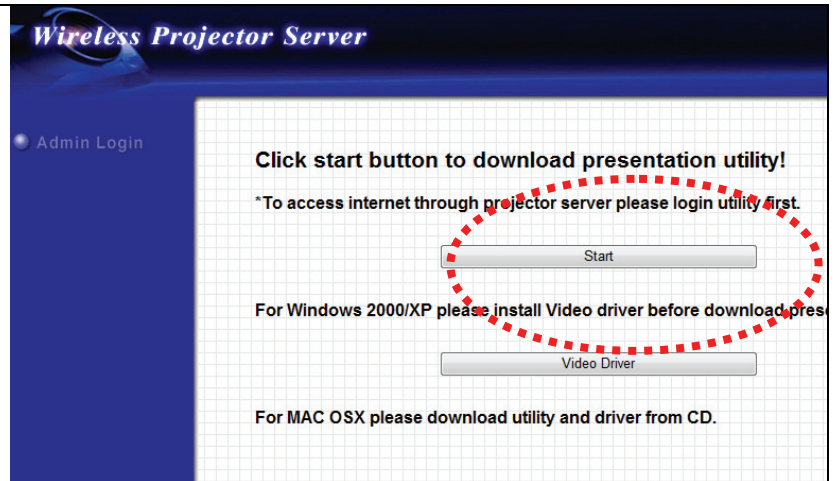 Wireless Projector Server
Admin Login
Click start button to download presentation utility!
*To access internet through projector server please login utility first.
Start
For Windows 2000/XP please install Video driver before download pres
Video Driver
For MAC OSX please download utility and driver from CD.